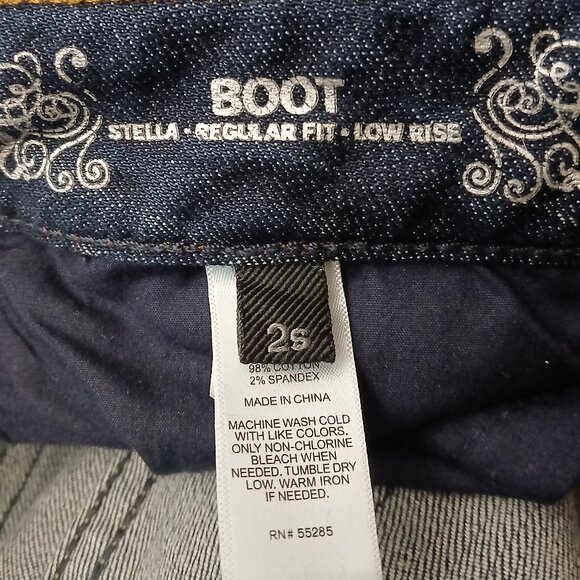 BOOT
STELLA • REGULAR FIT • LOW RISE
2S
98% COTTON
2% SPANDEX
MADE IN CHINA
MACHINE WASH COLD
WITH LIKE COLORS.
ONLY NON-CHLORINE
BLEACH WHEN
NEEDED. TUMBLE DRY
LOW. WARM IRON
IF NEEDED.
RN# 55285